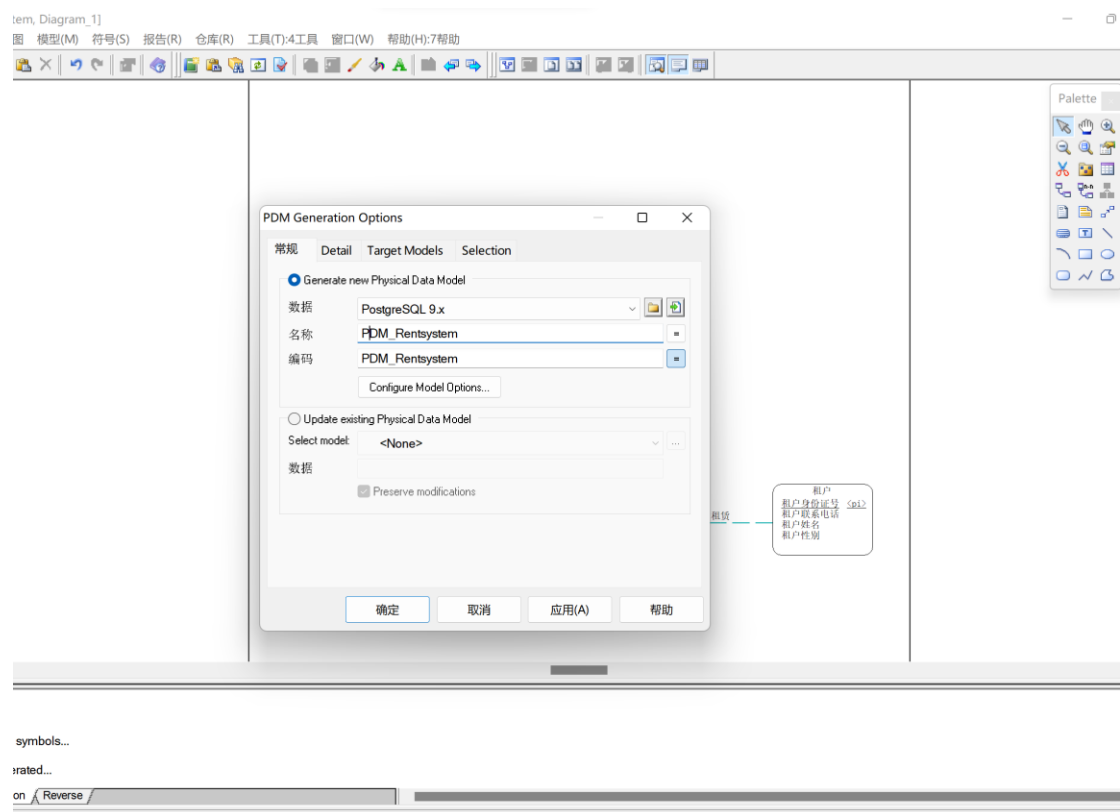 tem, Diagram_1]
图 模型(M) 符号(S) 报告(R) 仓库(R) 工具(T):4工具 窗口(W) 帮助(H):7帮助
Palette
PDM Generation Options
常规 Detail Target Models Selection
Generate new Physical Data Model
数据 PostgreSQL 9.x
名称 PDM_Rentsystem =
编码 PDM_Rentsystem =
Configure Model Options...
Update existing Physical Data Model
Select model: <None> ...
数据
Preserve modifications
确定 取消 应用(A) 帮助
租赁
租户
租户身份证号 <pi>
租户联系电话
租户姓名
租户性别
symbols...
erated...
on Reverse